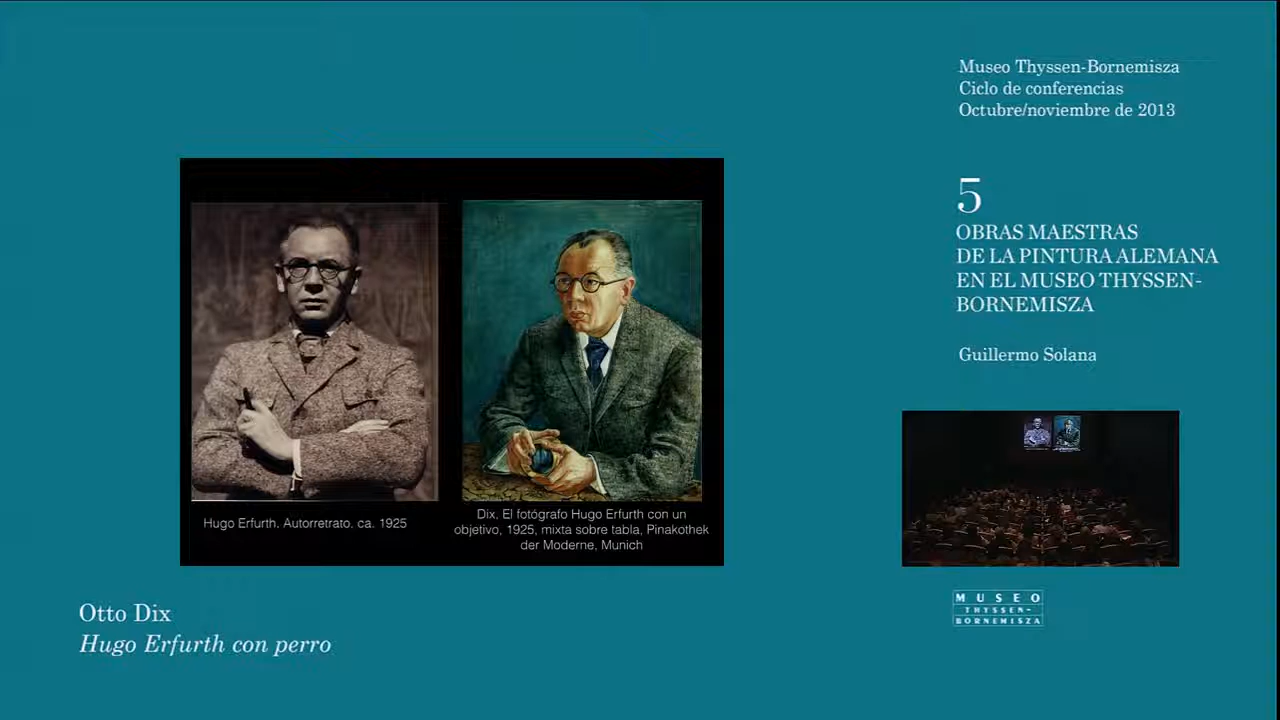 Museo Thyssen-Bornemisza
Ciclo de conferencias
Octubre/noviembre de 2013
5
OBRAS MAESTRAS
DE LA PINTURA ALEMANA
EN EL MUSEO THYSSEN-
BORNEMISZA
Guillermo Solana
Hugo Erfurth. Autorretrato. ca. 1925
Dix, El fotógrafo Hugo Erfurth con un
objetivo, 1925, mixta sobre tabla, Pinakothek
der Moderne, Munich
Otto Dix
Hugo Erfurth con perro
MUSEO
THYSSEN-
BORNEMISZA